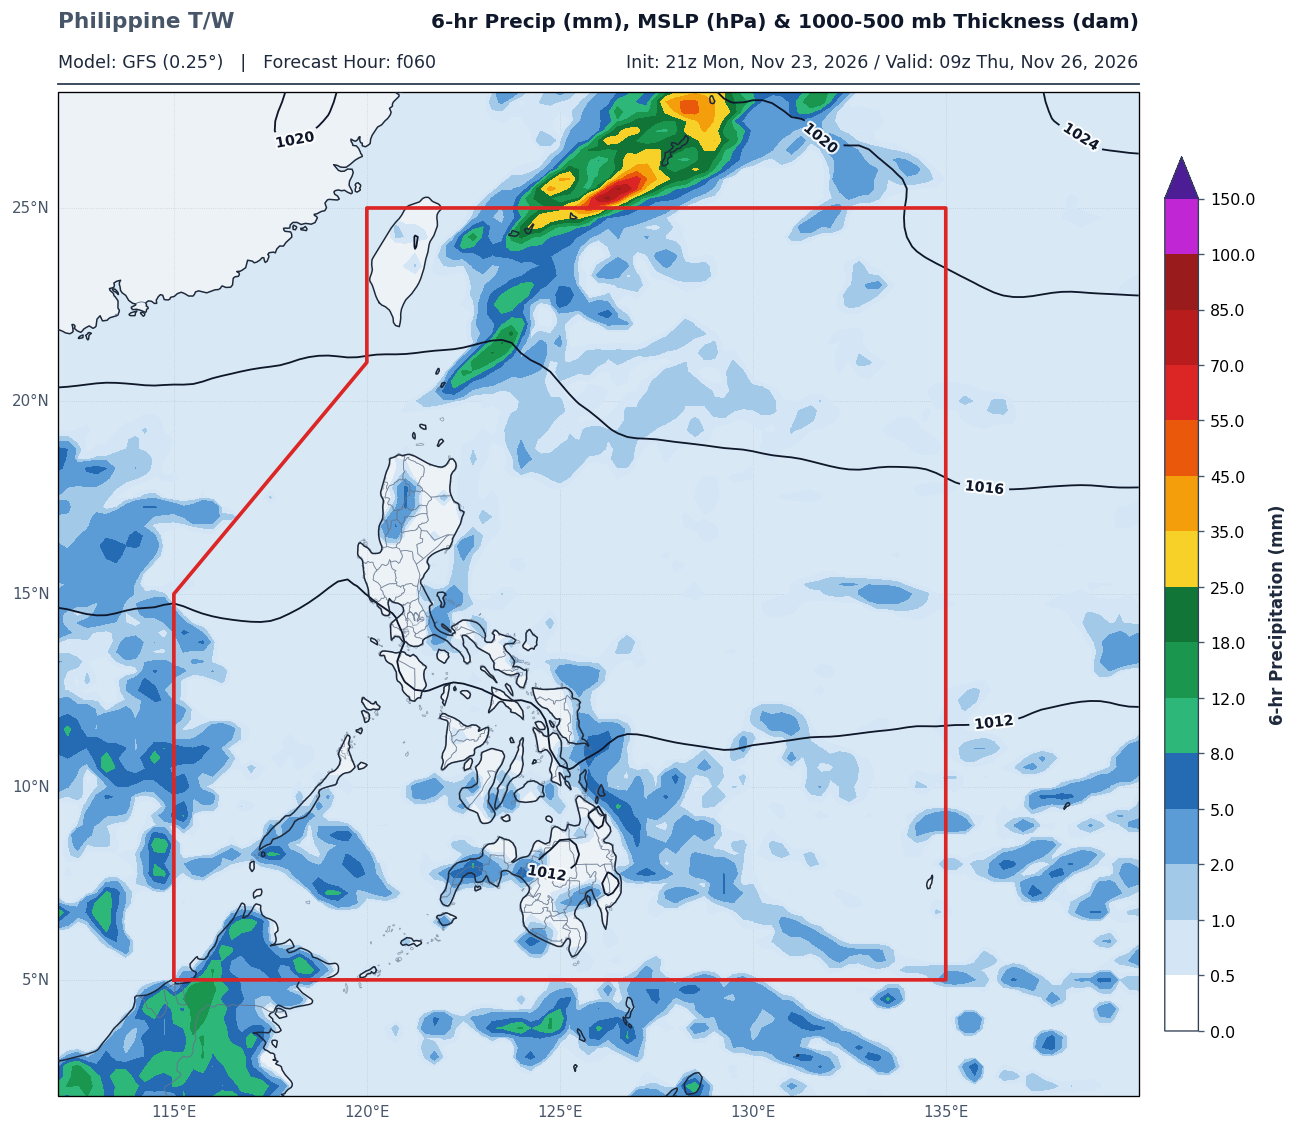 Philippine T/W
6-hr Precip (mm), MSLP (hPa) & 1000-500 mb Thickness (dam)
Model: GFS (0.25°) | Forecast Hour: f060
Init: 21z Mon, Nov 23, 2026 / Valid: 09z Thu, Nov 26, 2026
1020
1020
1024
1016
1012
1012
25°N
20°N
15°N
10°N
5°N
115°E
120°E
125°E
130°E
135°E
150.0
100.0
85.0
70.0
55.0
45.0
35.0
25.0
18.0
12.0
8.0
5.0
2.0
1.0
0.5
0.0
6-hr Precipitation (mm)